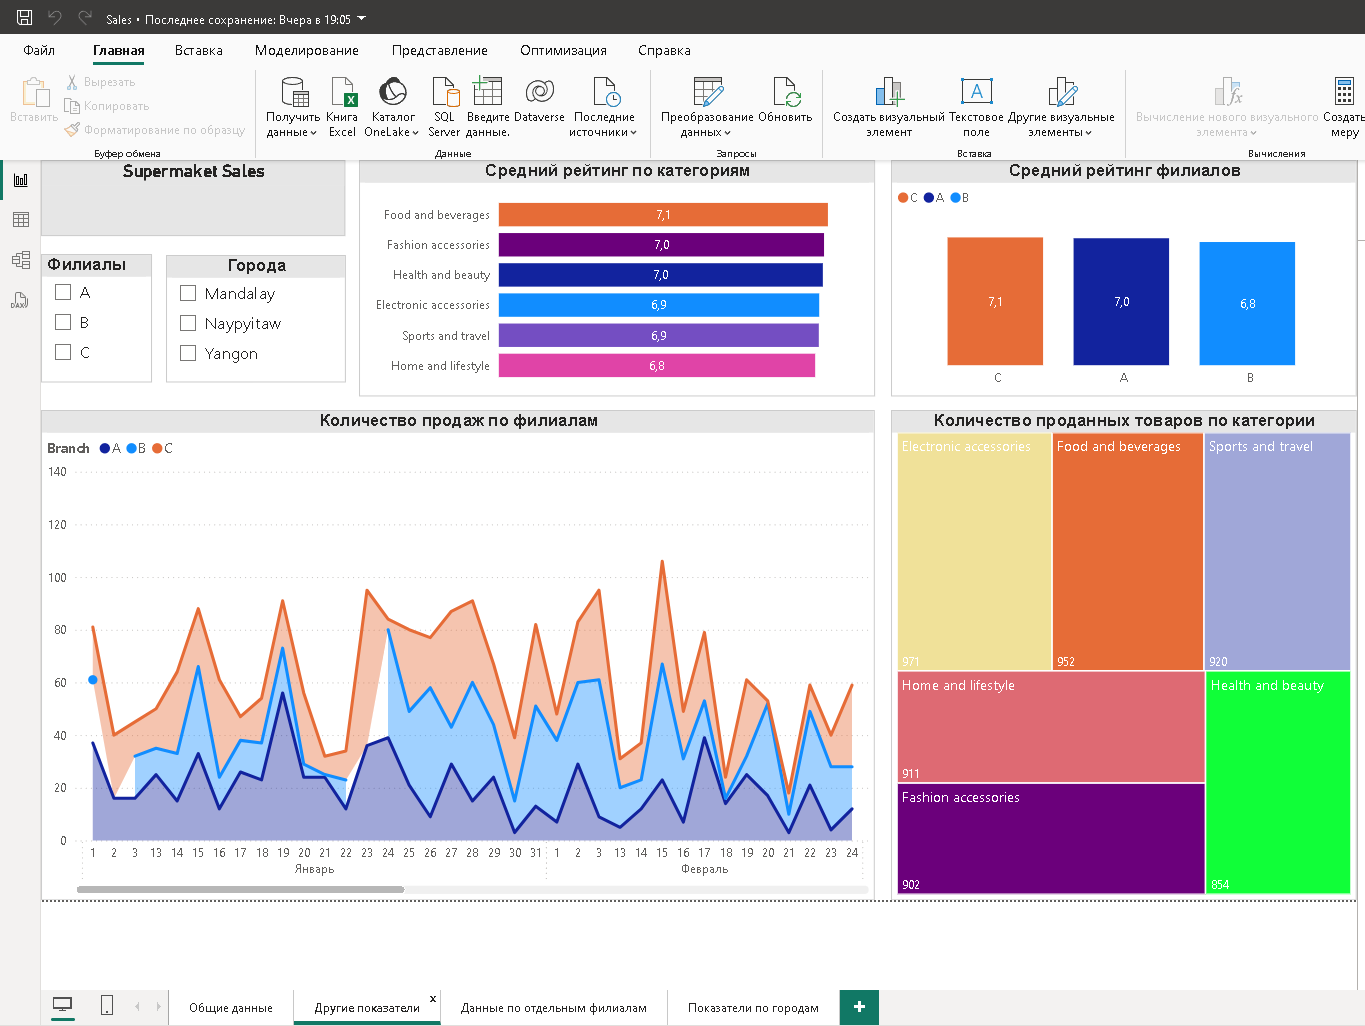 Sales • Последнее сохранение: Вчера в 19:05
Файл Главная Вставка Моделирование Представление Оптимизация Справка
Вставить
Вырезать
Копировать
Форматирование по образцу
Буфер обмена
Получить данные
Книга Excel
Каталог OneLake
SQL Server
Введите данные.
Dataverse
Последние источники
Данные
Преобразование данных
Обновить
Запросы
Создать визуальный элемент
Текстовое поле
Другие визуальные элементы
Вставка
Вычисление нового визуального элемента
Создать меру
Вычисления
DAX
Supermaket Sales
Филиалы
A
B
C
Города
Mandalay
Naypyitaw
Yangon
Средний рейтинг по категориям
Food and beverages 7,1
Fashion accessories 7,0
Health and beauty 7,0
Electronic accessories 6,9
Sports and travel 6,9
Home and lifestyle 6,8
Средний рейтинг филиалов
C A B
7,1 7,0 6,8
C A B
Количество продаж по филиалам
Branch A B C
140
120
100
80
60
40
20
0
1 2 3 13 14 15 16 17 18 19 20 21 22 23 24 25 26 27 28 29 30 31 1 2 3 13 14 15 16 17 18 19 20 21 22 23 24
Январь Февраль
Количество проданных товаров по категории
Electronic accessories
971
Food and beverages
952
Sports and travel
920
Home and lifestyle
911
Fashion accessories
902
Health and beauty
854
Общие данные Другие показатели x Данные по отдельным филиалам Показатели по городам +